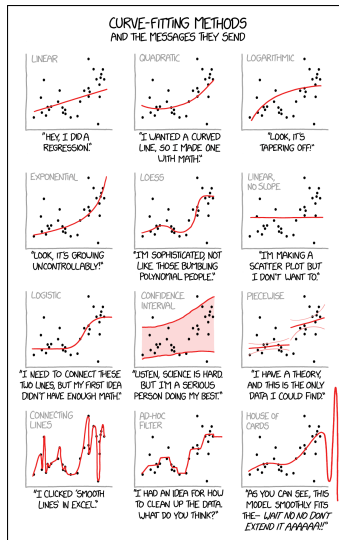 CURVE-FITTING METHODS
AND THE MESSAGES THEY SEND
LINEAR
"HEY, I DID A
REGRESSION."
QUADRATIC
"I WANTED A CURVED
LINE, SO I MADE ONE
WITH MATH."
LOGARITHMIC
"LOOK, IT'S
TAPERING OFF!"
EXPONENTIAL
"LOOK, IT'S GROWING
UNCONTROLLABLY!"
LOESS
"I'M SOPHISTICATED, NOT
LIKE THOSE BUMBLING
POLYNOMIAL PEOPLE."
LINEAR,
NO SLOPE
"I'M MAKING A
SCATTER PLOT BUT
I DON'T WANT TO."
LOGISTIC
"I NEED TO CONNECT THESE
TWO LINES, BUT MY FIRST IDEA
DIDN'T HAVE ENOUGH MATH."
CONFIDENCE
INTERVAL
"LISTEN, SCIENCE IS HARD.
BUT I'M A SERIOUS
PERSON DOING MY BEST."
PIECEWISE
"I HAVE A THEORY,
AND THIS IS THE ONLY
DATA I COULD FIND."
CONNECTING
LINES
"I CLICKED 'SMOOTH
LINES' IN EXCEL."
AD-HOC
FILTER
"I HAD AN IDEA FOR HOW
TO CLEAN UP THE DATA.
WHAT DO YOU THINK?"
HOUSE OF
CARDS
"AS YOU CAN SEE, THIS
MODEL SMOOTHLY FITS
THE- WAIT NO NO DON'T
EXTEND IT AAAAAA!!"